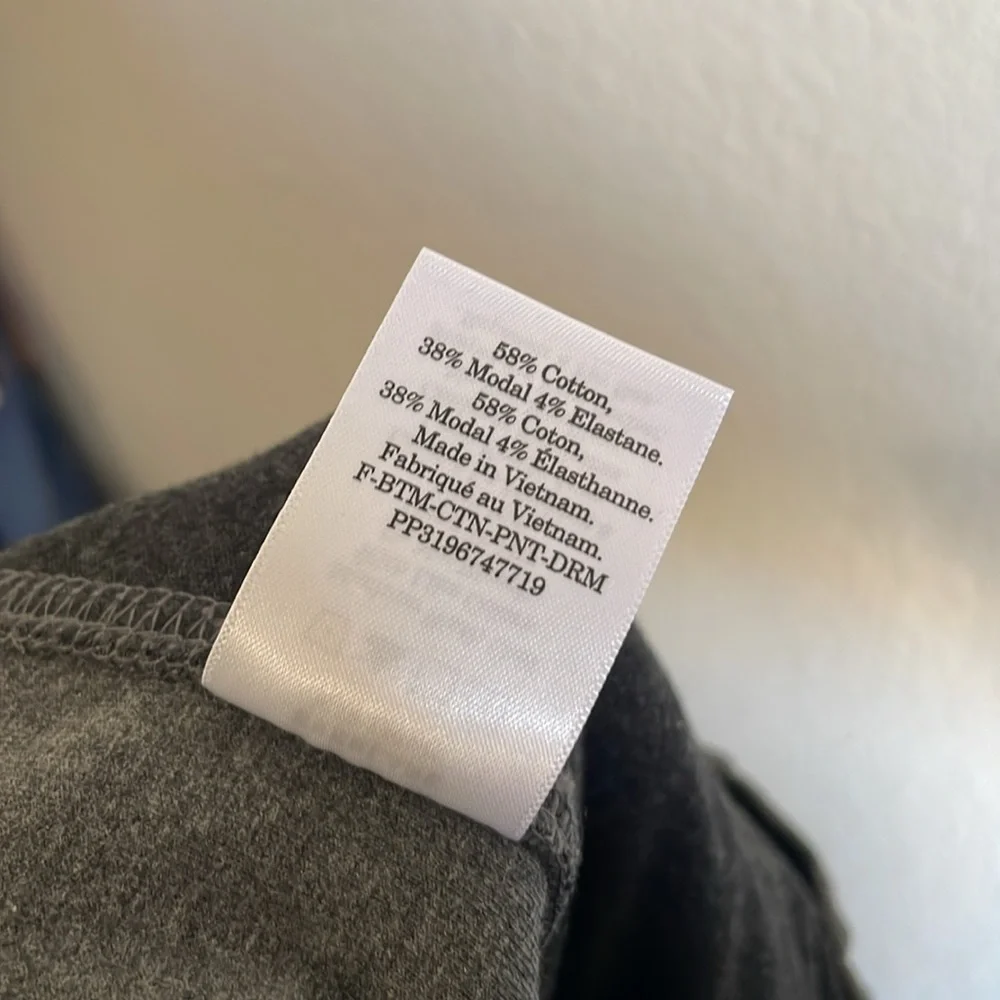 58% Cotton,
38% Modal 4% Elastane.
58% Coton,
38% Modal 4% Élasthanne.
Made in Vietnam.
Fabriqué au Vietnam.
F-BTM-CTN-PNT-DRM
PP3196747719